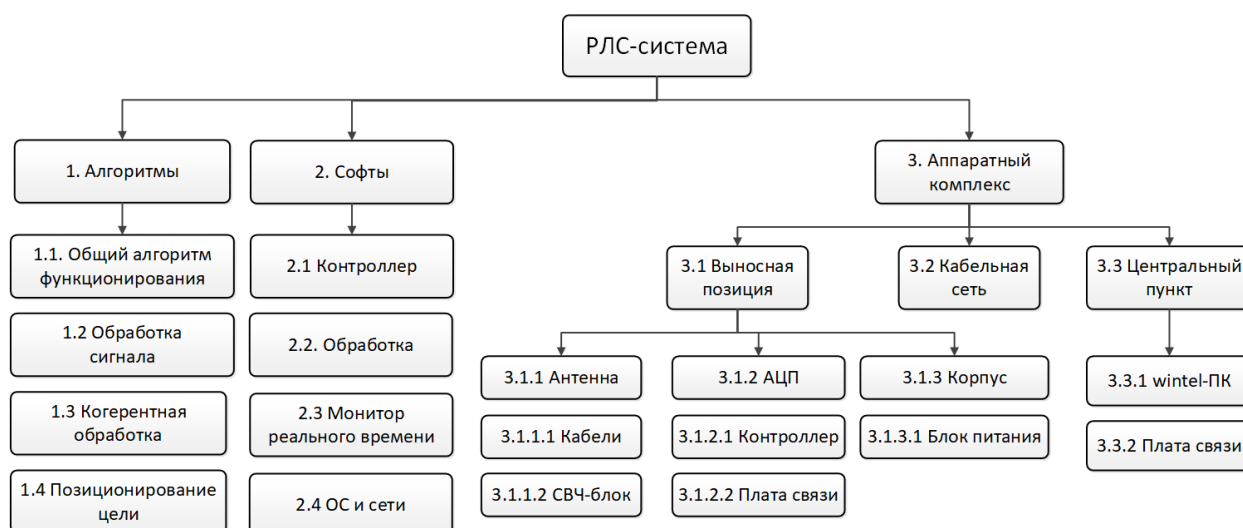 РЛС-система
1. Алгоритмы
2. Софты
3. Аппаратный
комплекс
1.1. Общий алгоритм
функционирования
2.1 Контроллер
3.1 Выносная
позиция
3.2 Кабельная
сеть
3.3 Центральный
пункт
1.2 Обработка
сигнала
2.2. Обработка
3.1.1 Антенна
3.1.2 АЦП
3.1.3 Корпус
3.3.1 wintel-ПК
1.3 Когерентная
обработка
2.3 Монитор
реального времени
3.1.1.1 Кабели
3.1.2.1 Контроллер
3.1.3.1 Блок питания
3.3.2 Плата связи
1.4 Позиционирование
цели
2.4 ОС и сети
3.1.1.2 СВЧ-блок
3.1.2.2 Плата связи